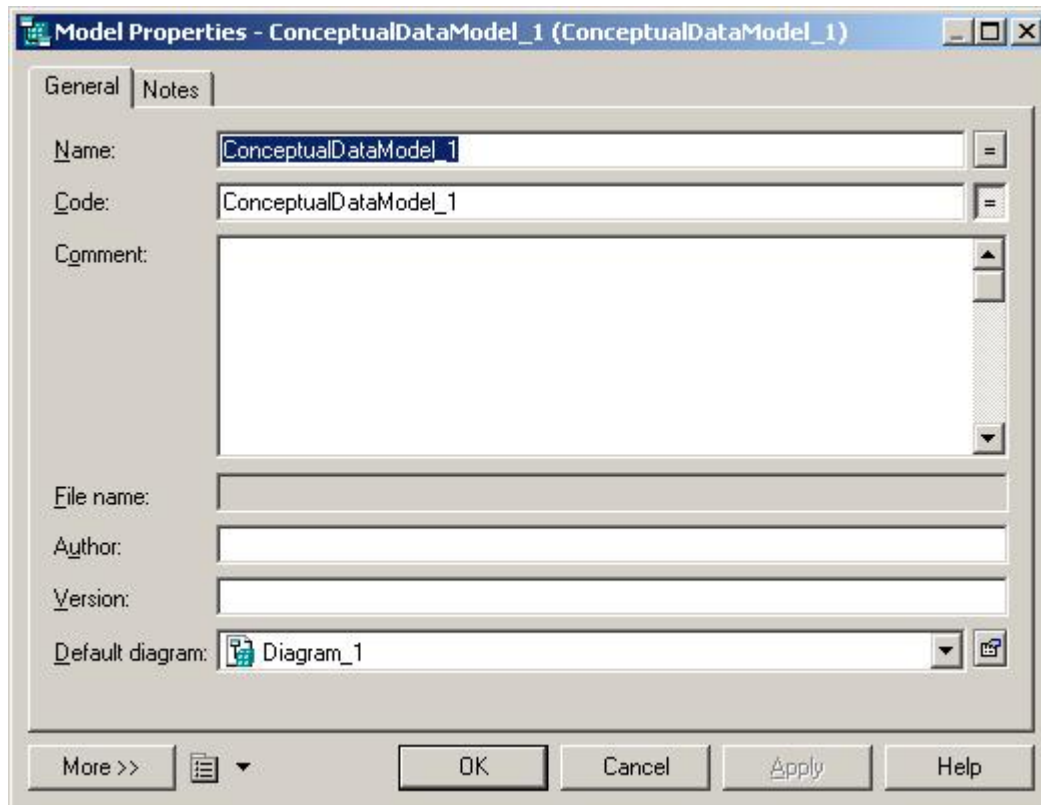 Model Properties - ConceptualDataModel_1 (ConceptualDataModel_1)
General Notes
Name: ConceptualDataModel_1 =
Code: ConceptualDataModel_1 =
Comment:
File name:
Author:
Version:
Default diagram: Diagram_1
More >> OK Cancel Apply Help